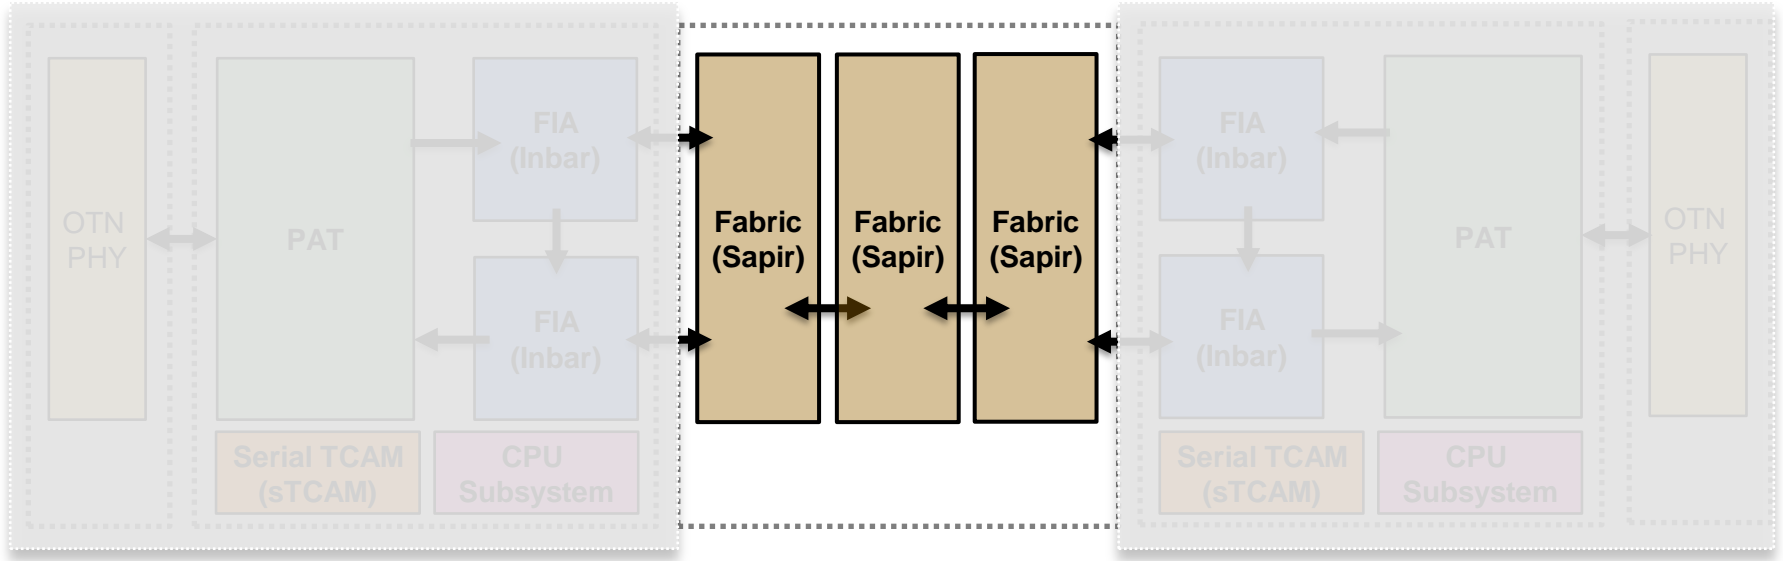 OTN
PHY
PAT
FIA
(Inbar)
FIA
(Inbar)
Serial TCAM
(sTCAM)
CPU
Subsystem
Fabric
(Sapir)
Fabric
(Sapir)
Fabric
(Sapir)
FIA
(Inbar)
FIA
(Inbar)
PAT
Serial TCAM
(sTCAM)
CPU
Subsystem
OTN
PHY